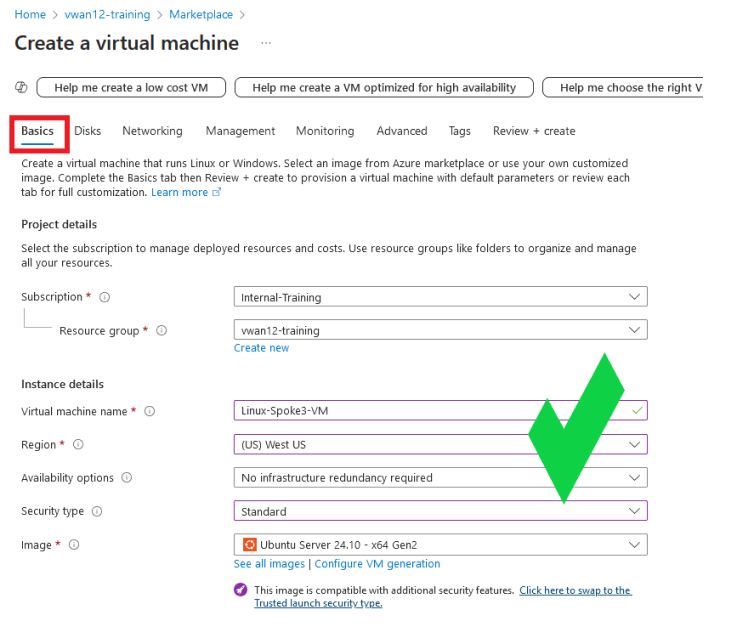 Home > vwan12-training > Marketplace >
Create a virtual machine ...
Help me create a low cost VM
Help me create a VM optimized for high availability
Help me choose the right V
Basics Disks Networking Management Monitoring Advanced Tags Review + create
Create a virtual machine that runs Linux or Windows. Select an image from Azure marketplace or use your own customized
image. Complete the Basics tab then Review + create to provision a virtual machine with default parameters or review each
tab for full customization. Learn more
Project details
Select the subscription to manage deployed resources and costs. Use resource groups like folders to organize and manage
all your resources.
Subscription *
Internal-Training
Resource group *
vwan12-training
Create new
Instance details
Virtual machine name *
Linux-Spoke3-VM
Region *
(US) West US
Availability options
No infrastructure redundancy required
Security type
Standard
Image *
Ubuntu Server 24.10 - x64 Gen2
See all images | Configure VM generation
This image is compatible with additional security features. Click here to swap to the
Trusted launch security type.